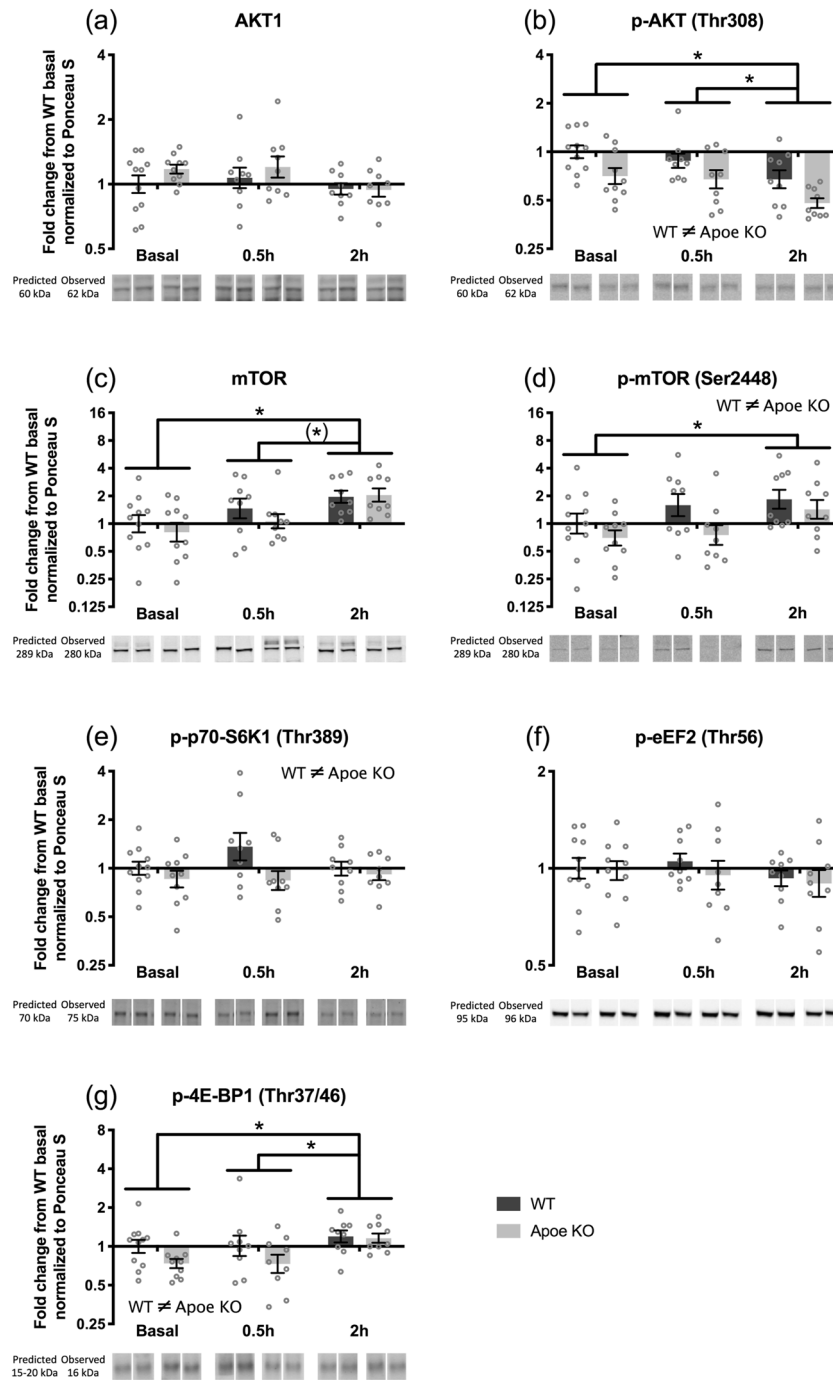 (a)
AKT1
Fold change from WT basal
normalized to Ponceau S
4
2
1
0.5
Basal 0.5h 2h
Predicted Observed
60 kDa 62 kDa
(b)
p-AKT (Thr308)
4
2
1
0.5
0.25
*
*
WT ≠ Apoe KO
Basal 0.5h 2h
Predicted Observed
60 kDa 62 kDa
(c)
mTOR
Fold change from WT basal
normalized to Ponceau S
16
8
4
2
1
0.5
0.25
0.125
*
(*)
Basal 0.5h 2h
Predicted Observed
289 kDa 280 kDa
(d)
p-mTOR (Ser2448)
WT ≠ Apoe KO
16
8
4
2
1
0.5
0.25
0.125
*
Basal 0.5h 2h
Predicted Observed
289 kDa 280 kDa
(e)
p-p70-S6K1 (Thr389)
Fold change from WT basal
normalized to Ponceau S
4
2
1
0.5
0.25
WT ≠ Apoe KO
Basal 0.5h 2h
Predicted Observed
70 kDa 75 kDa
(f)
p-eEF2 (Thr56)
2
1
0.5
Basal 0.5h 2h
Predicted Observed
95 kDa 96 kDa
(g)
p-4E-BP1 (Thr37/46)
Fold change from WT basal
normalized to Ponceau S
8
4
2
1
0.5
0.25
*
*
WT ≠ Apoe KO
Basal 0.5h 2h
Predicted Observed
15-20 kDa 16 kDa
WT
Apoe KO